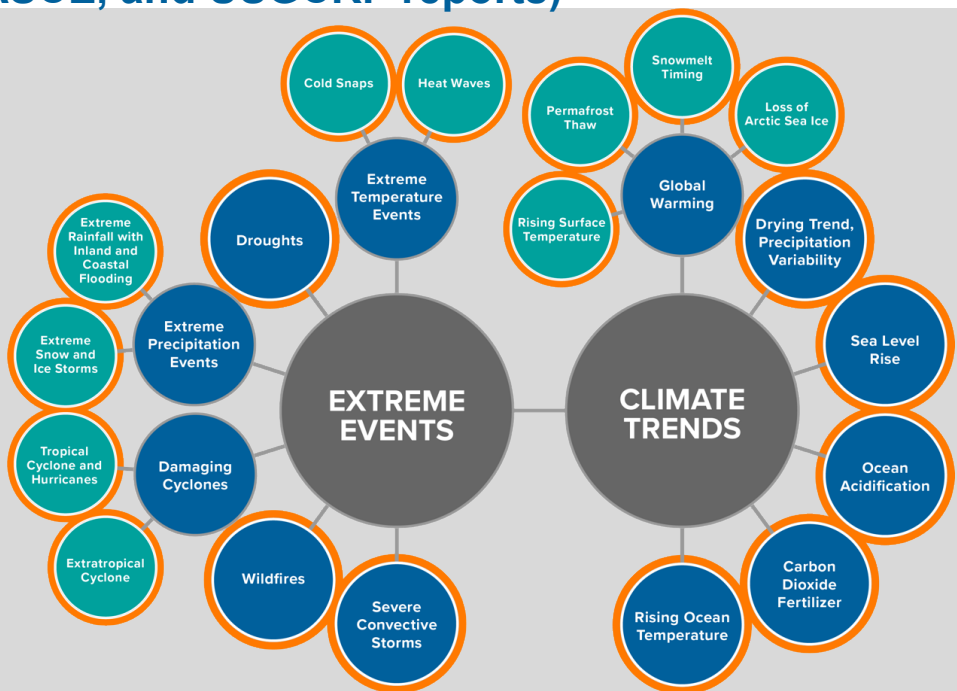 and
reports)
Cold Snaps
Heat Waves
Extreme
Temperature
Events
Droughts
Extreme
Rainfall with
Inland and
Coastal
Flooding
Extreme
Precipitation
Events
Extreme
Snow and
Ice Storms
Tropical
Cyclone and
Hurricanes
Damaging
Cyclones
Extratropical
Cyclone
Wildfires
Severe
Convective
Storms
EXTREME
EVENTS
CLIMATE
TRENDS
Rising Surface
Temperature
Permafrost
Thaw
Snowmelt
Timing
Loss of
Arctic Sea Ice
Global
Warming
Drying Trend,
Precipitation
Variability
Sea Level
Rise
Ocean
Acidification
Carbon
Dioxide
Fertilizer
Rising Ocean
Temperature